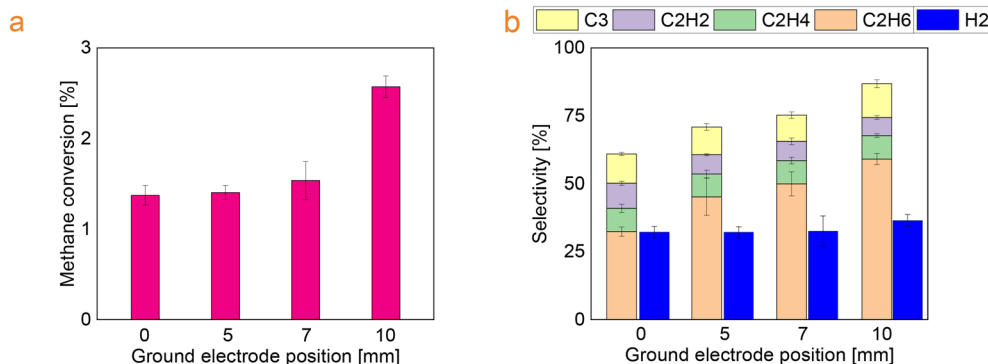 a
Methane conversion [%]
3
2
1
0
0 5 7 10
Ground electrode position [mm]
b
C3 C2H2 C2H4 C2H6 H2
Selectivity [%]
100
75
50
25
0
0 5 7 10
Ground electrode position [mm]